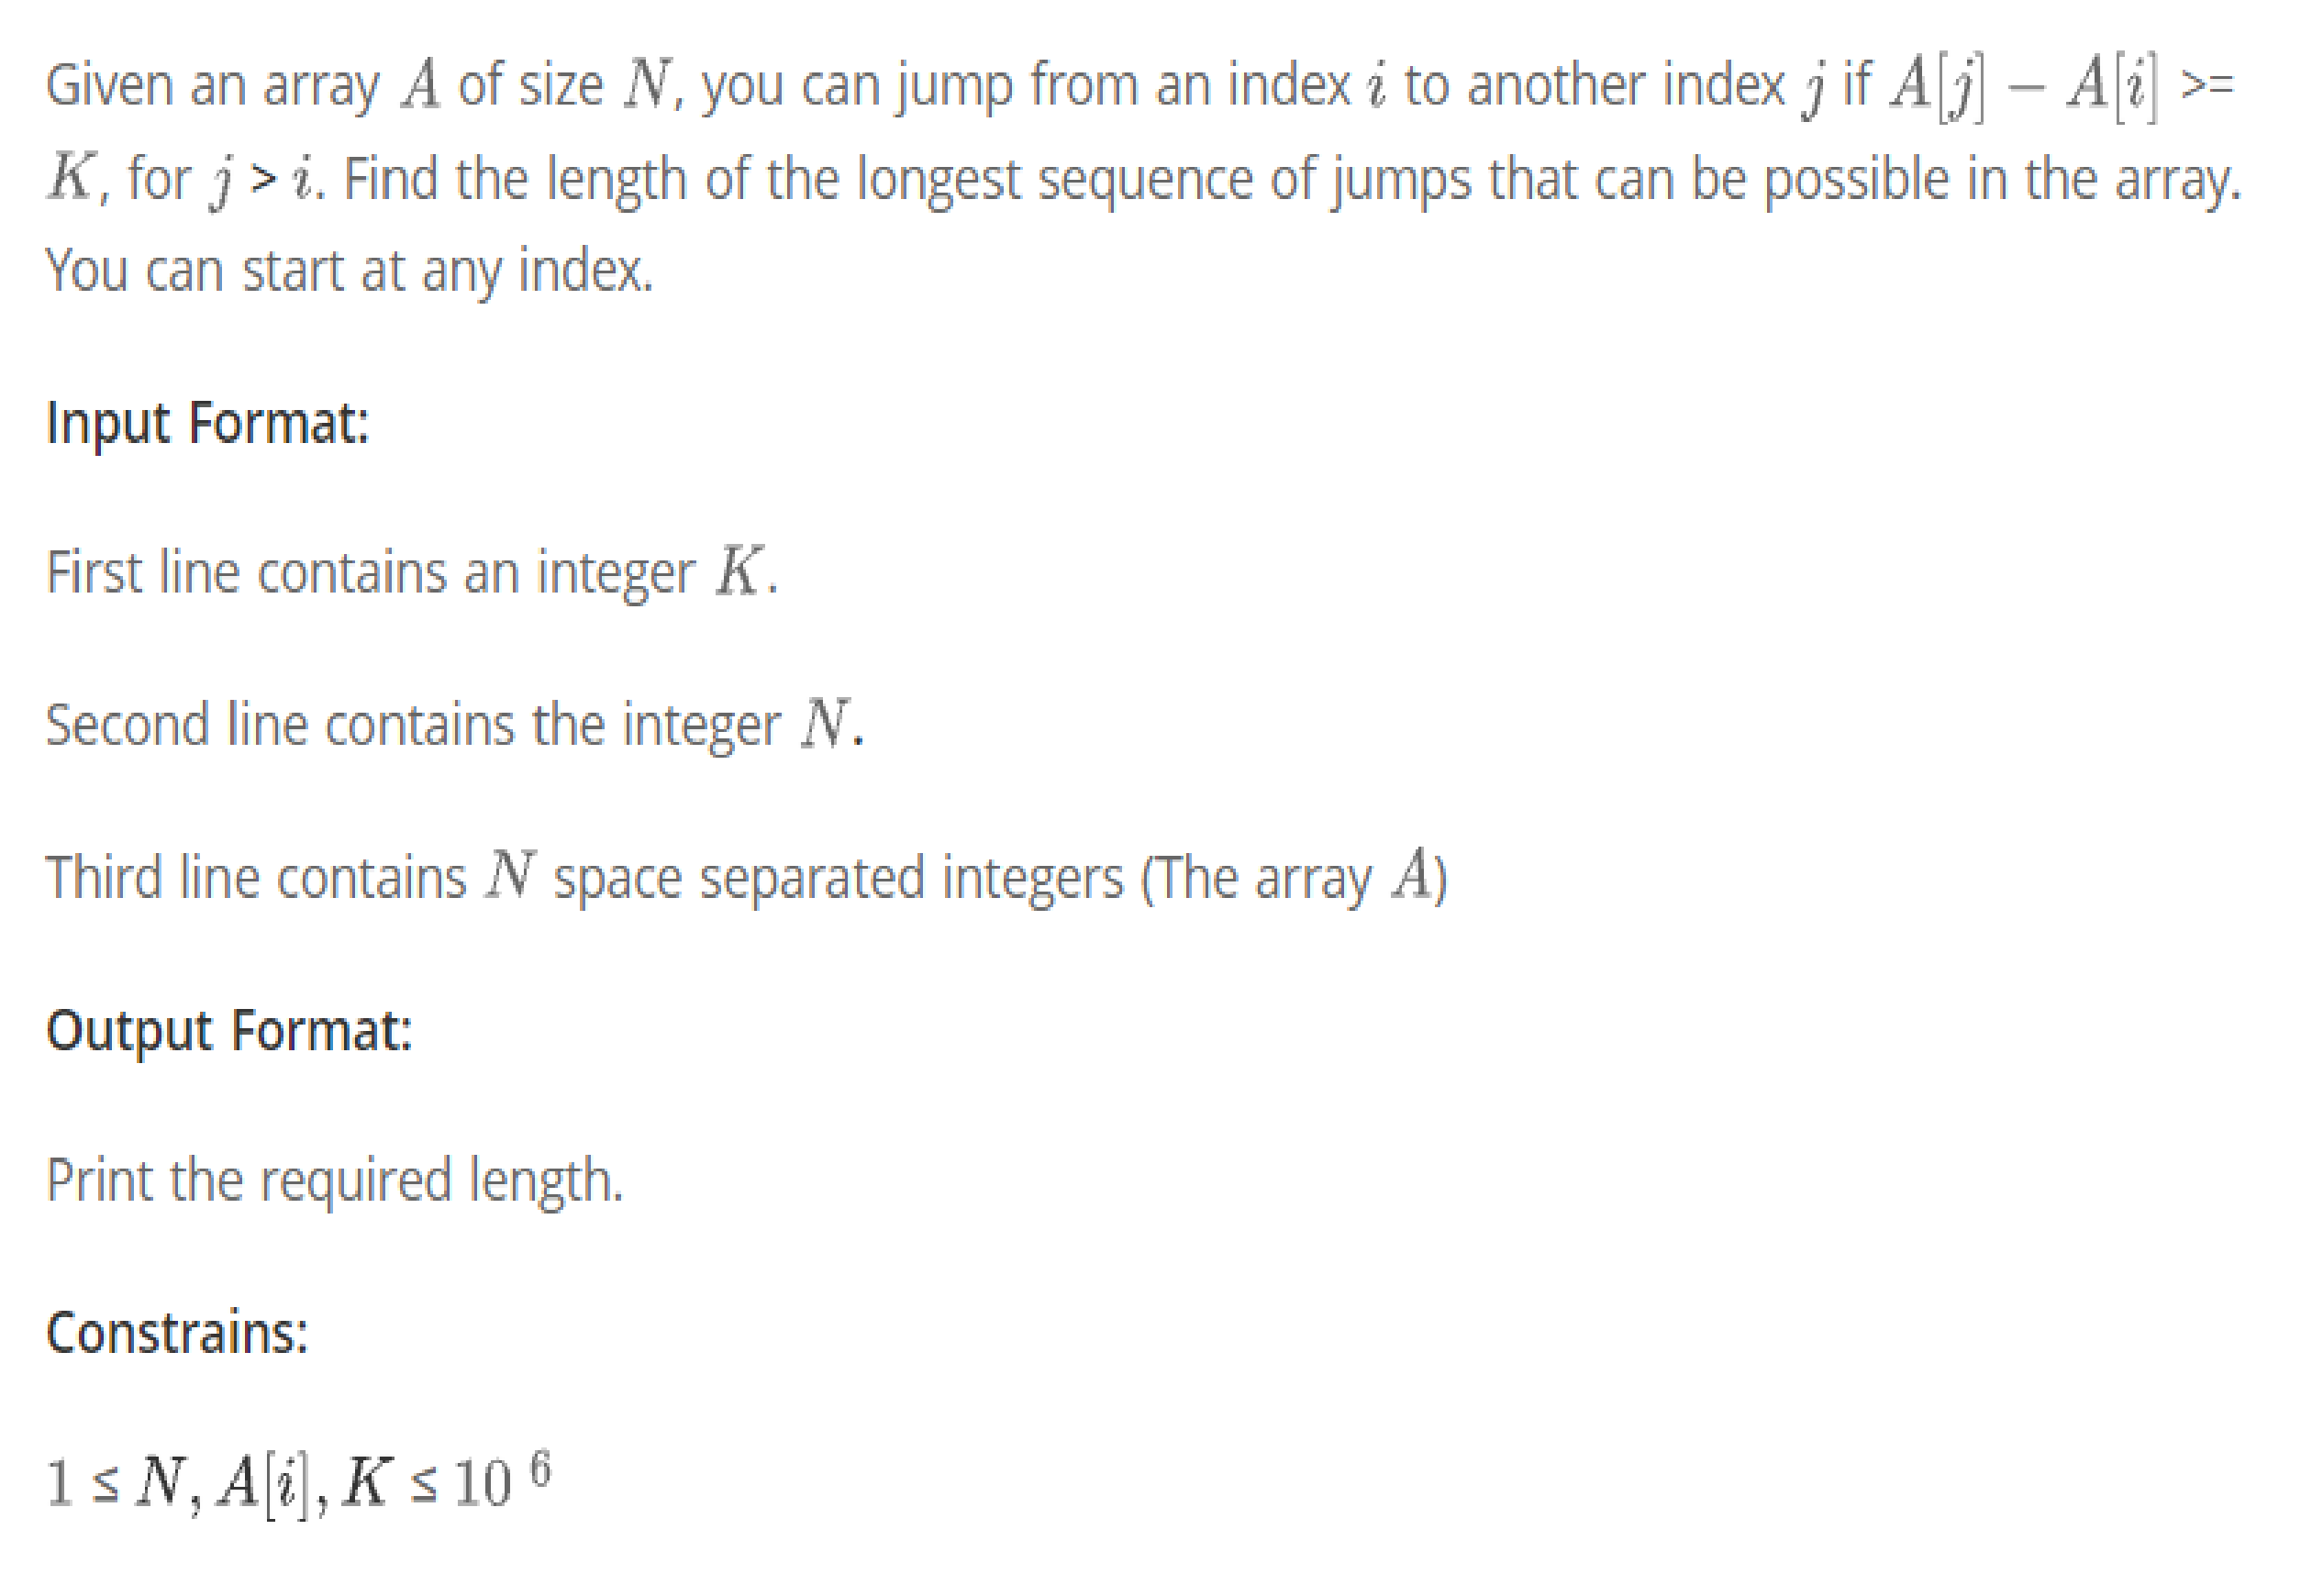 Given an array A of size N, you can jump from an index i to another index j if A[j] − A[i] >=
K, for j > i. Find the length of the longest sequence of jumps that can be possible in the array.
You can start at any index.
Input Format:
First line contains an integer K.
Second line contains the integer N.
Third line contains N space separated integers (The array A)
Output Format:
Print the required length.
Constrains:
1 ≤ N, A[i], K ≤ 10 ⁶